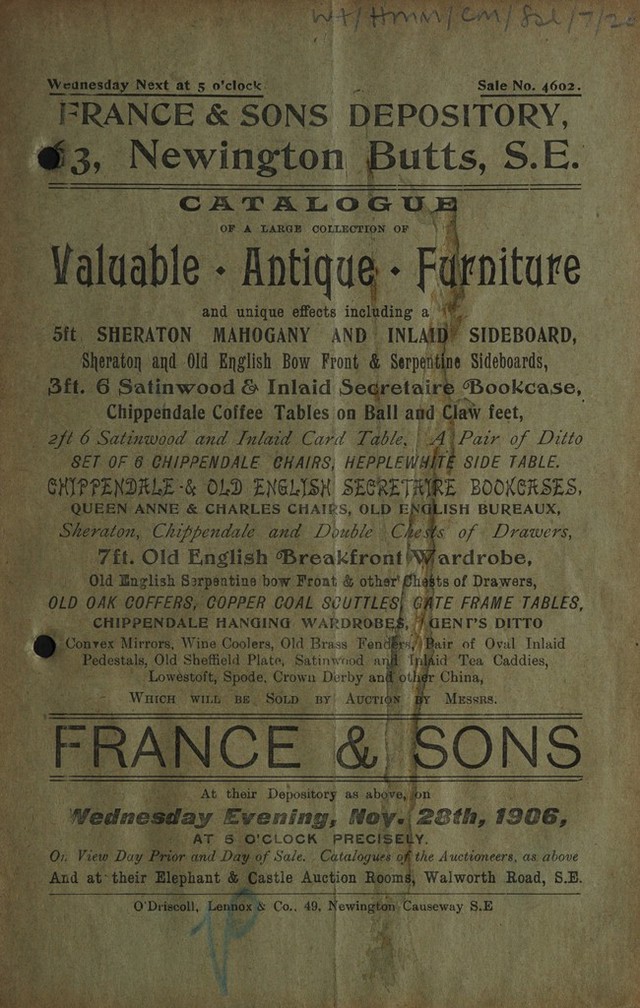 Wednesday Next at 5 o'clock
Sale No. 4602.
FRANCE & SONS DEPOSITORY,
3, Newington Butts, S.E.
CATALOGUE
OF A LARGE COLLECTION OF
Valuable · Antique · Furniture
and unique effects including a
5ft SHERATON MAHOGANY AND INLAID SIDEBOARD,
Sheraton and Old English Bow Front & Serpentine Sideboards,
3ft. 6 Satinwood & Inlaid Secretaire Bookcase,
Chippendale Coffee Tables on Ball and Claw feet,
2ft 6 Satinwood and Inlaid Card Table, A Pair of Ditto
SET OF 6 CHIPPENDALE CHAIRS, HEPPLEWHITE SIDE TABLE.
CHIPPENDALE & OLD ENGLISH SECRETAIRE BOOKCASES,
QUEEN ANNE & CHARLES CHAIRS, OLD ENGLISH BUREAUX,
Sheraton, Chippendale and Double Chests of Drawers,
7ft. Old English Breakfront Wardrobe,
Old English Serpentine bow Front & other Chests of Drawers,
OLD OAK COFFERS, COPPER COAL SCUTTLES, GATE FRAME TABLES,
CHIPPENDALE HANGING WARDROBES, GENT'S DITTO
Convex Mirrors, Wine Coolers, Old Brass Fenders, Pair of Oval Inlaid
Pedestals, Old Sheffield Plate, Satinwood and Inlaid Tea Caddies,
Lowestoft, Spode, Crown Derby and other China,
WHICH WILL BE SOLD BY AUCTION BY MESSRS.
FRANCE & SONS
At their Depository as above, on
Wednesday Evening, Nov. 28th, 1906,
AT 5 O'CLOCK PRECISELY.
On View Day Prior and Day of Sale. Catalogues of the Auctioneers, as above
And at their Elephant & Castle Auction Rooms, Walworth Road, S.E.
O'Driscoll, Lennox & Co., 49, Newington Causeway S.E